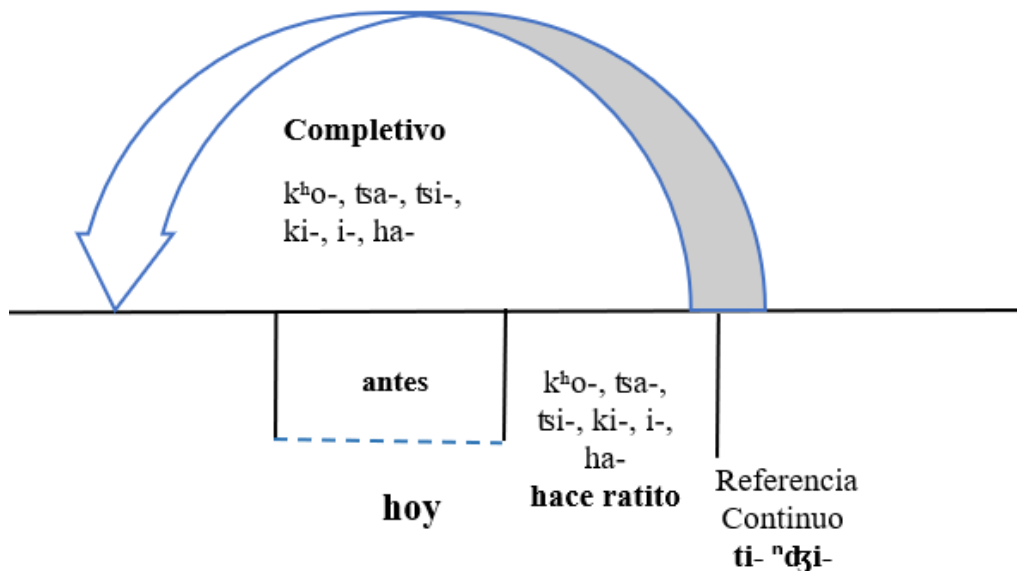 Completivo
kʰo-, ʦa-, ʦi-,
ki-, i-, ha-
antes
hoy
kʰo-, ʦa-,
ʦi-, ki-, i-,
ha-
hace ratito
Referencia
Continuo
ti- ⁿʤi-